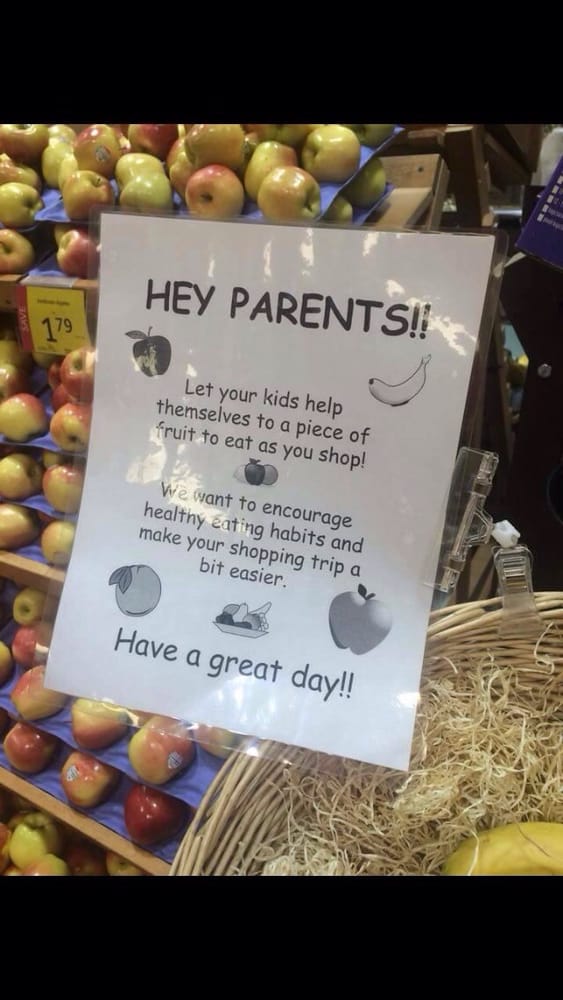 HEY PARENTS!!
Let your kids help
themselves to a piece of
fruit to eat as you shop!
We want to encourage
healthy eating habits and
make your shopping trip a
bit easier.
Have a great day!!
SAVE
1 79